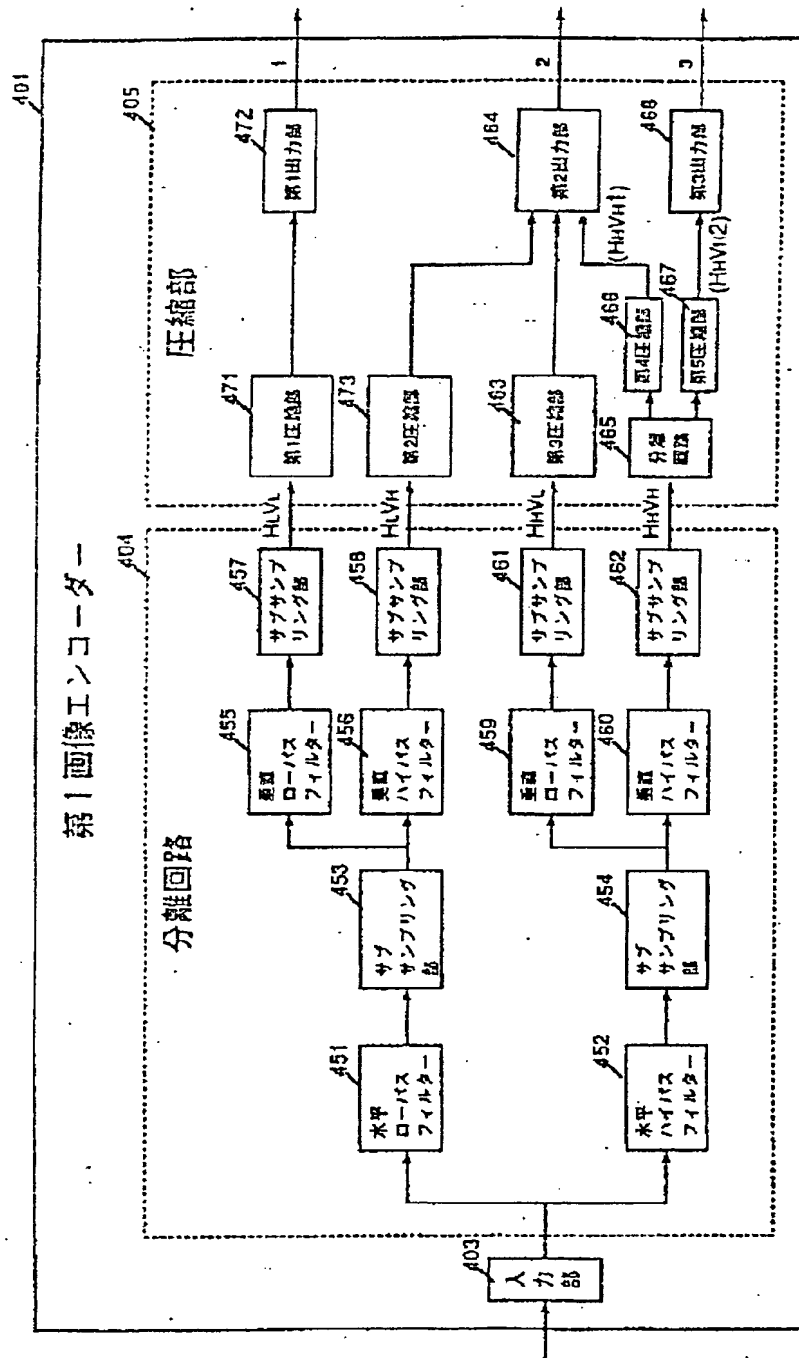 第1画像エンコーダー
401
403
入力部
404
分離回路
451
水平
ローパス
フィルター
452
水平
ハイパス
フィルター
453
サブ
サンプリング
部
454
サブ
サンプリング
部
455
垂直
ローパス
フィルター
456
垂直
ハイパス
フィルター
459
垂直
ローパス
フィルター
460
垂直
ハイパス
フィルター
457
サブサンプ
リング部
458
サブサンプ
リング部
461
サブサンプ
リング部
462
サブサンプ
リング部
HLVL
HLVH
HHVL
HHVH
405
圧縮部
471
第1圧縮部
473
第2圧縮部
463
第3圧縮部
465
分離
回路
466
第4圧縮部
467
第5圧縮部
(HHVH1)
(HHVH2)
472
第1出力部
464
第2出力部
468
第3出力部
1
2
3